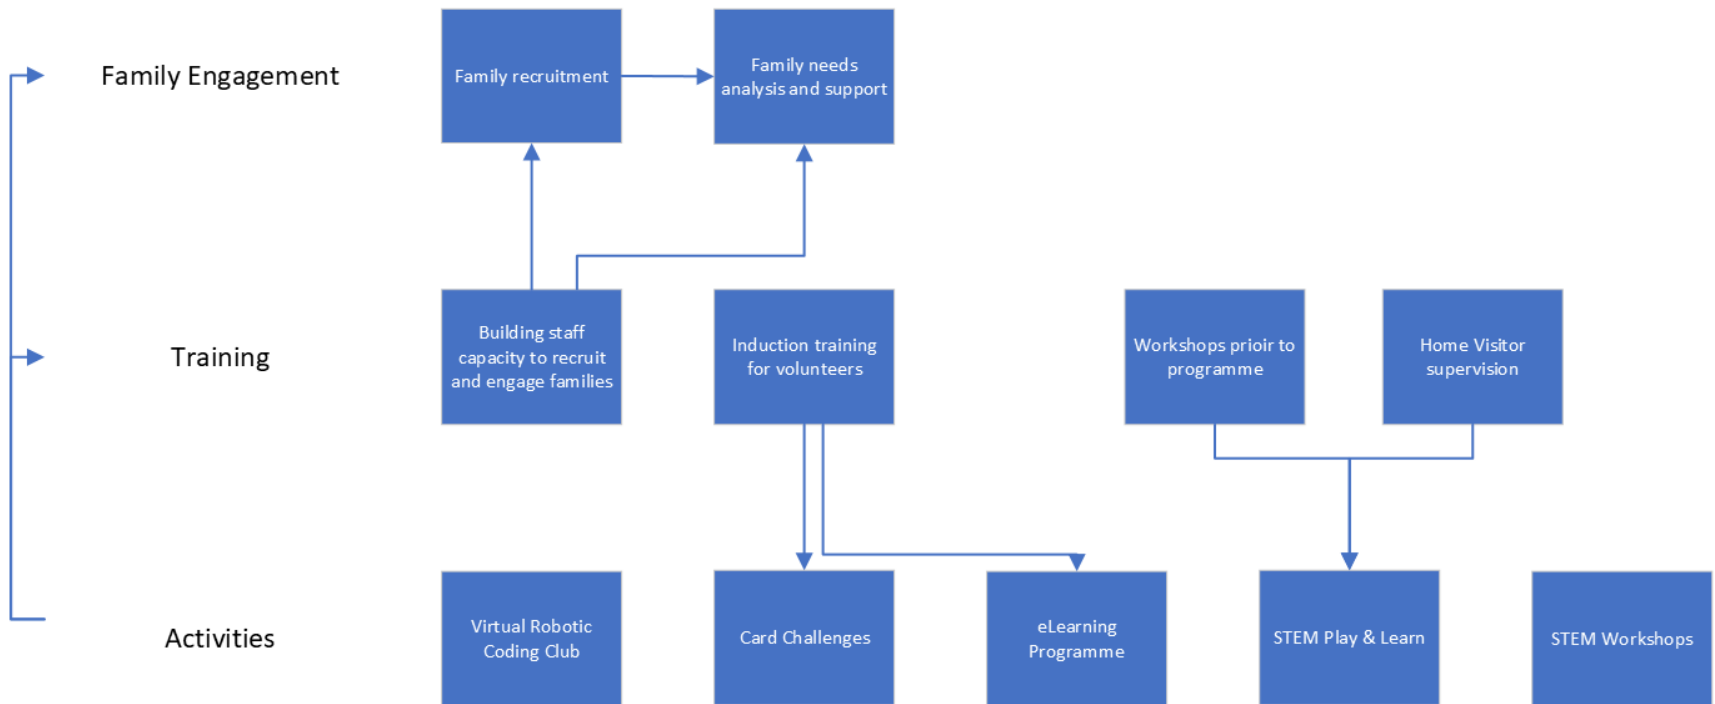 Family Engagement
Family recruitment
Family needs
analysis and support
Training
Building staff
capacity to recruit
and engage families
Induction training
for volunteers
Workshops prioir to
programme
Home Visitor
supervision
Activities
Virtual Robotic
Coding Club
Card Challenges
eLearning
Programme
STEM Play & Learn
STEM Workshops